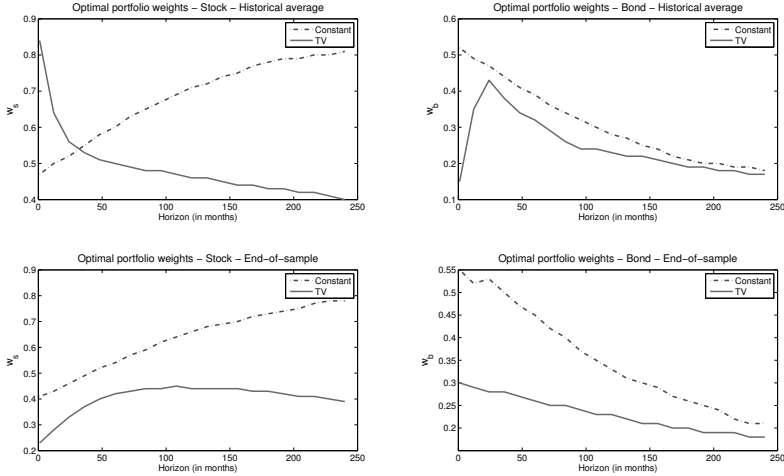 Optimal portfolio weights − Stock − Historical average
0.9
0.8
0.7
0.6
0.5
0.4
w_s
0
50
100
150
200
250
Horizon (in months)
Constant
TV
Optimal portfolio weights − Bond − Historical average
0.6
0.5
0.4
0.3
0.2
0.1
w_b
0
50
100
150
200
250
Horizon (in months)
Constant
TV
Optimal portfolio weights − Stock − End−of−sample
0.9
0.8
0.7
0.6
0.5
0.4
0.3
0.2
w_s
0
50
100
150
200
250
Horizon (in months)
Constant
TV
Optimal portfolio weights − Bond − End−of−sample
0.55
0.5
0.45
0.4
0.35
0.3
0.25
0.2
w_b
0
50
100
150
200
250
Horizon (in months)
Constant
TV